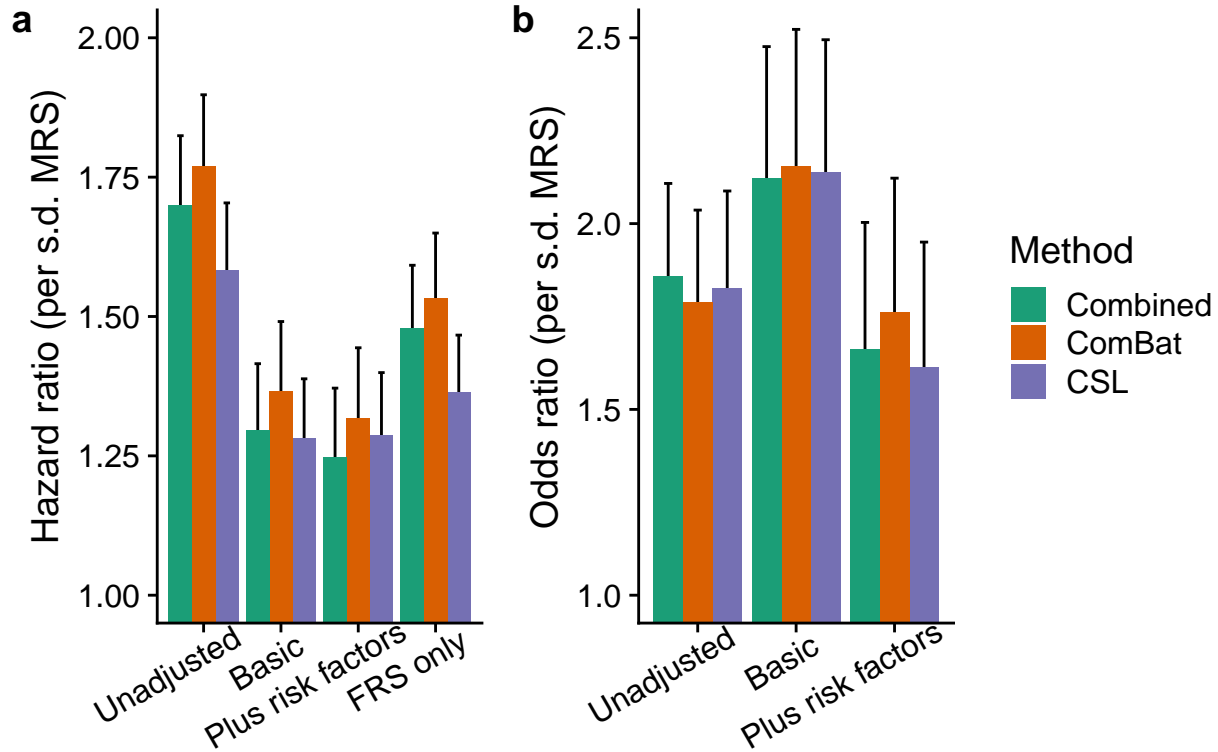 a
Hazard ratio (per s.d. MRS)
2.00
1.75
1.50
1.25
1.00
Unadjusted
Basic
Plus risk factors
FRS only
b
Odds ratio (per s.d. MRS)
2.5
2.0
1.5
1.0
Unadjusted
Basic
Plus risk factors
Method
Combined
ComBat
CSL